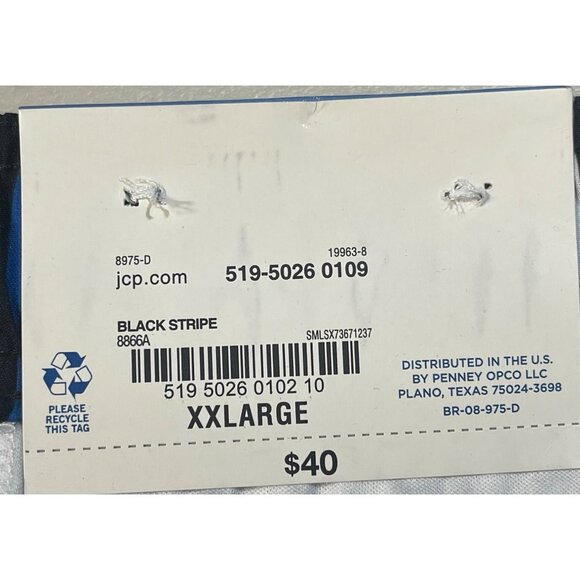 8975-D 19963-8
jcp.com 519-5026 0109
BLACK STRIPE
8866A SMLSX73671237
519 5026 0102 10
XXLARGE
PLEASE
RECYCLE
THIS TAG
DISTRIBUTED IN THE U.S.
BY PENNEY OPCO LLC
PLANO, TEXAS 75024-3698
BR-08-975-D
$40